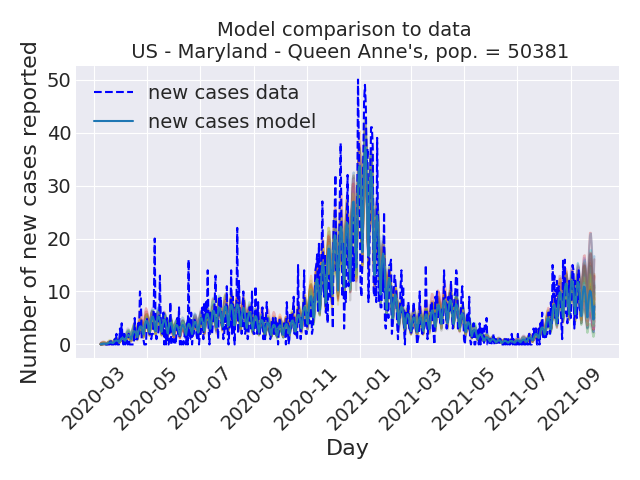 Model comparison to data
US - Maryland - Queen Anne's, pop. = 50381
Number of new cases reported
50
40
30
20
10
0
new cases data
new cases model
2020-03
2020-05
2020-07
2020-09
2020-11
2021-01
2021-03
2021-05
2021-07
2021-09
Day